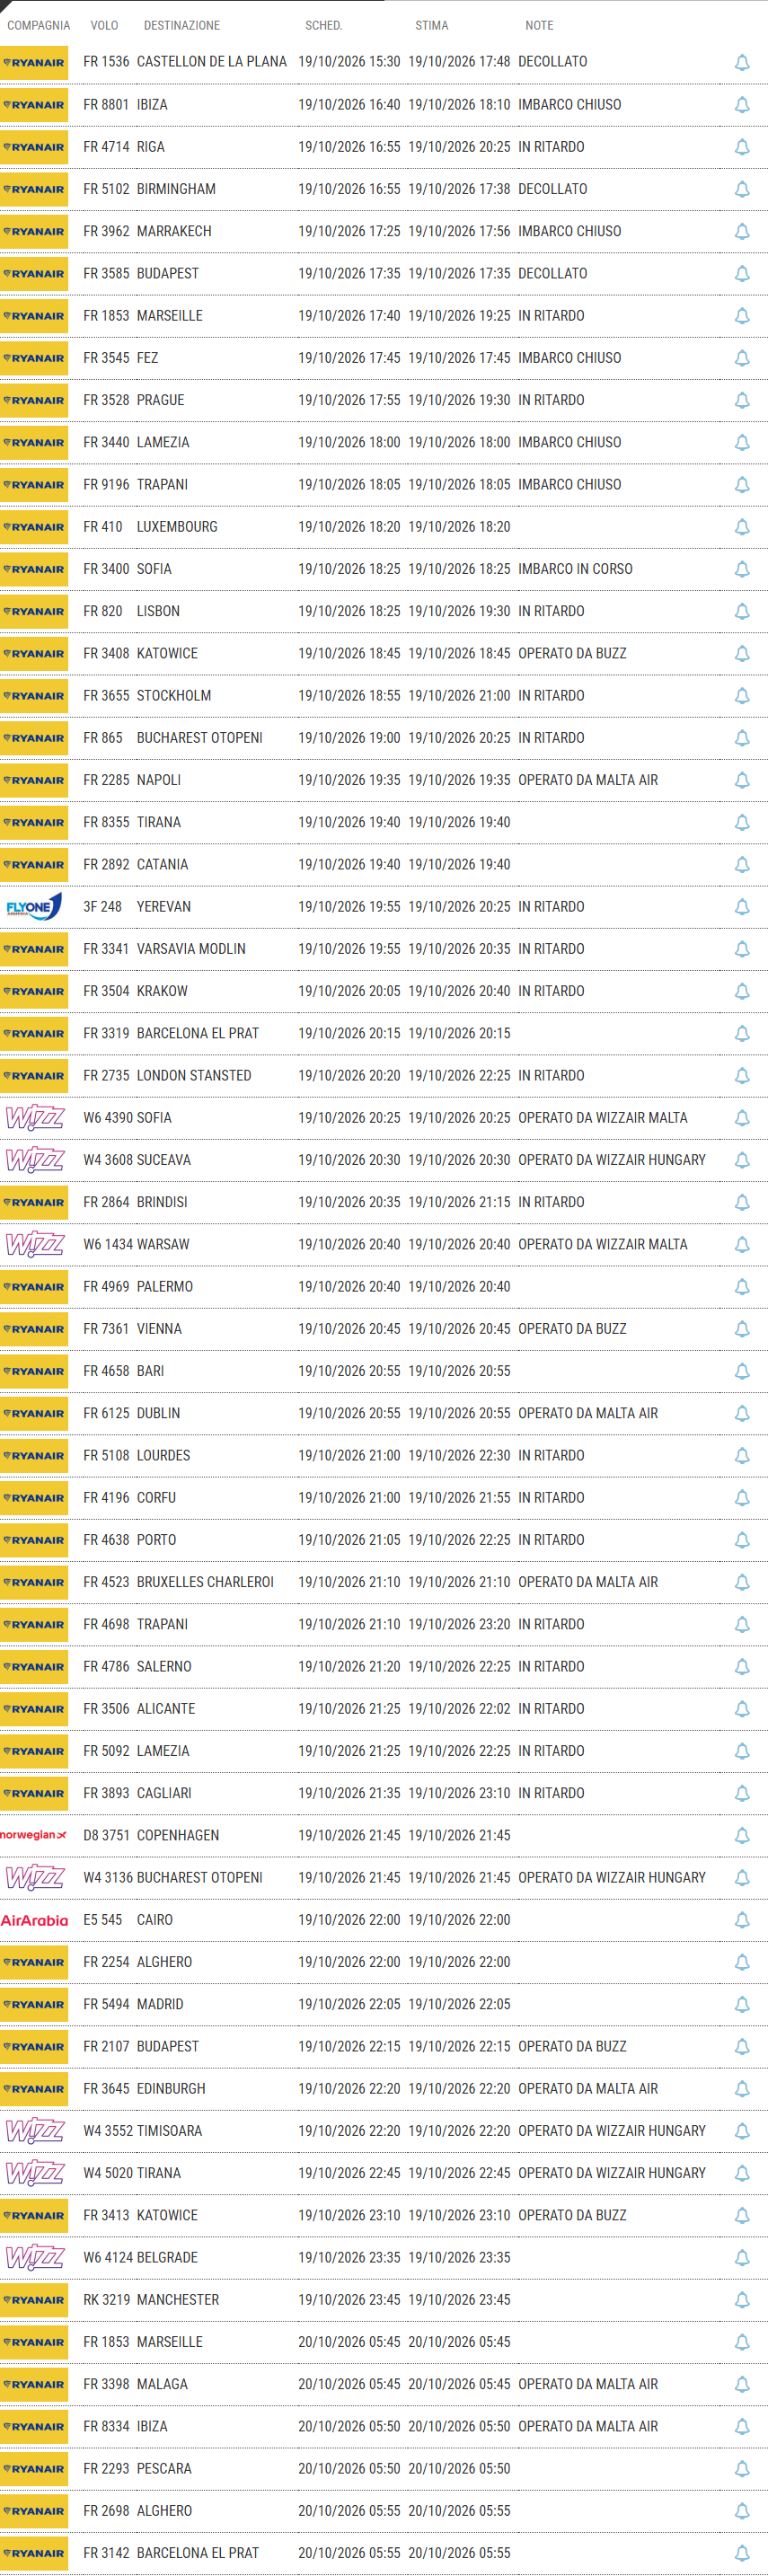 COMPAGNIA VOLO DESTINAZIONE SCHED. STIMA NOTE
RYANAIR FR 1536 CASTELLON DE LA PLANA 19/10/2026 15:30 19/10/2026 17:48 DECOLLATO
RYANAIR FR 8801 IBIZA 19/10/2026 16:40 19/10/2026 18:10 IMBARCO CHIUSO
RYANAIR FR 4714 RIGA 19/10/2026 16:55 19/10/2026 20:25 IN RITARDO
RYANAIR FR 5102 BIRMINGHAM 19/10/2026 16:55 19/10/2026 17:38 DECOLLATO
RYANAIR FR 3962 MARRAKECH 19/10/2026 17:25 19/10/2026 17:56 IMBARCO CHIUSO
RYANAIR FR 3585 BUDAPEST 19/10/2026 17:35 19/10/2026 17:35 DECOLLATO
RYANAIR FR 1853 MARSEILLE 19/10/2026 17:40 19/10/2026 19:25 IN RITARDO
RYANAIR FR 3545 FEZ 19/10/2026 17:45 19/10/2026 17:45 IMBARCO CHIUSO
RYANAIR FR 3528 PRAGUE 19/10/2026 17:55 19/10/2026 19:30 IN RITARDO
RYANAIR FR 3440 LAMEZIA 19/10/2026 18:00 19/10/2026 18:00 IMBARCO CHIUSO
RYANAIR FR 9196 TRAPANI 19/10/2026 18:05 19/10/2026 18:05 IMBARCO CHIUSO
RYANAIR FR 410 LUXEMBOURG 19/10/2026 18:20 19/10/2026 18:20
RYANAIR FR 3400 SOFIA 19/10/2026 18:25 19/10/2026 18:25 IMBARCO IN CORSO
RYANAIR FR 820 LISBON 19/10/2026 18:25 19/10/2026 19:30 IN RITARDO
RYANAIR FR 3408 KATOWICE 19/10/2026 18:45 19/10/2026 18:45 OPERATO DA BUZZ
RYANAIR FR 3655 STOCKHOLM 19/10/2026 18:55 19/10/2026 21:00 IN RITARDO
RYANAIR FR 865 BUCHAREST OTOPENI 19/10/2026 19:00 19/10/2026 20:25 IN RITARDO
RYANAIR FR 2285 NAPOLI 19/10/2026 19:35 19/10/2026 19:35 OPERATO DA MALTA AIR
RYANAIR FR 8355 TIRANA 19/10/2026 19:40 19/10/2026 19:40
RYANAIR FR 2892 CATANIA 19/10/2026 19:40 19/10/2026 19:40
FLYONE ARMENIA 3F 248 YEREVAN 19/10/2026 19:55 19/10/2026 20:25 IN RITARDO
RYANAIR FR 3341 VARSAVIA MODLIN 19/10/2026 19:55 19/10/2026 20:35 IN RITARDO
RYANAIR FR 3504 KRAKOW 19/10/2026 20:05 19/10/2026 20:40 IN RITARDO
RYANAIR FR 3319 BARCELONA EL PRAT 19/10/2026 20:15 19/10/2026 20:15
RYANAIR FR 2735 LONDON STANSTED 19/10/2026 20:20 19/10/2026 22:25 IN RITARDO
WIZZ W6 4390 SOFIA 19/10/2026 20:25 19/10/2026 20:25 OPERATO DA WIZZAIR MALTA
WIZZ W4 3608 SUCEAVA 19/10/2026 20:30 19/10/2026 20:30 OPERATO DA WIZZAIR HUNGARY
RYANAIR FR 2864 BRINDISI 19/10/2026 20:35 19/10/2026 21:15 IN RITARDO
WIZZ W6 1434 WARSAW 19/10/2026 20:40 19/10/2026 20:40 OPERATO DA WIZZAIR MALTA
RYANAIR FR 4969 PALERMO 19/10/2026 20:40 19/10/2026 20:40
RYANAIR FR 7361 VIENNA 19/10/2026 20:45 19/10/2026 20:45 OPERATO DA BUZZ
RYANAIR FR 4658 BARI 19/10/2026 20:55 19/10/2026 20:55
RYANAIR FR 6125 DUBLIN 19/10/2026 20:55 19/10/2026 20:55 OPERATO DA MALTA AIR
RYANAIR FR 5108 LOURDES 19/10/2026 21:00 19/10/2026 22:30 IN RITARDO
RYANAIR FR 4196 CORFU 19/10/2026 21:00 19/10/2026 21:55 IN RITARDO
RYANAIR FR 4638 PORTO 19/10/2026 21:05 19/10/2026 22:25 IN RITARDO
RYANAIR FR 4523 BRUXELLES CHARLEROI 19/10/2026 21:10 19/10/2026 21:10 OPERATO DA MALTA AIR
RYANAIR FR 4698 TRAPANI 19/10/2026 21:10 19/10/2026 23:20 IN RITARDO
RYANAIR FR 4786 SALERNO 19/10/2026 21:20 19/10/2026 22:25 IN RITARDO
RYANAIR FR 3506 ALICANTE 19/10/2026 21:25 19/10/2026 22:02 IN RITARDO
RYANAIR FR 5092 LAMEZIA 19/10/2026 21:25 19/10/2026 22:25 IN RITARDO
RYANAIR FR 3893 CAGLIARI 19/10/2026 21:35 19/10/2026 23:10 IN RITARDO
norwegian D8 3751 COPENHAGEN 19/10/2026 21:45 19/10/2026 21:45
WIZZ W4 3136 BUCHAREST OTOPENI 19/10/2026 21:45 19/10/2026 21:45 OPERATO DA WIZZAIR HUNGARY
AirArabia E5 545 CAIRO 19/10/2026 22:00 19/10/2026 22:00
RYANAIR FR 2254 ALGHERO 19/10/2026 22:00 19/10/2026 22:00
RYANAIR FR 5494 MADRID 19/10/2026 22:05 19/10/2026 22:05
RYANAIR FR 2107 BUDAPEST 19/10/2026 22:15 19/10/2026 22:15 OPERATO DA BUZZ
RYANAIR FR 3645 EDINBURGH 19/10/2026 22:20 19/10/2026 22:20 OPERATO DA MALTA AIR
WIZZ W4 3552 TIMISOARA 19/10/2026 22:20 19/10/2026 22:20 OPERATO DA WIZZAIR HUNGARY
WIZZ W4 5020 TIRANA 19/10/2026 22:45 19/10/2026 22:45 OPERATO DA WIZZAIR HUNGARY
RYANAIR FR 3413 KATOWICE 19/10/2026 23:10 19/10/2026 23:10 OPERATO DA BUZZ
WIZZ W6 4124 BELGRADE 19/10/2026 23:35 19/10/2026 23:35
RYANAIR RK 3219 MANCHESTER 19/10/2026 23:45 19/10/2026 23:45
RYANAIR FR 1853 MARSEILLE 20/10/2026 05:45 20/10/2026 05:45
RYANAIR FR 3398 MALAGA 20/10/2026 05:45 20/10/2026 05:45 OPERATO DA MALTA AIR
RYANAIR FR 8334 IBIZA 20/10/2026 05:50 20/10/2026 05:50 OPERATO DA MALTA AIR
RYANAIR FR 2293 PESCARA 20/10/2026 05:50 20/10/2026 05:50
RYANAIR FR 2698 ALGHERO 20/10/2026 05:55 20/10/2026 05:55
RYANAIR FR 3142 BARCELONA EL PRAT 20/10/2026 05:55 20/10/2026 05:55